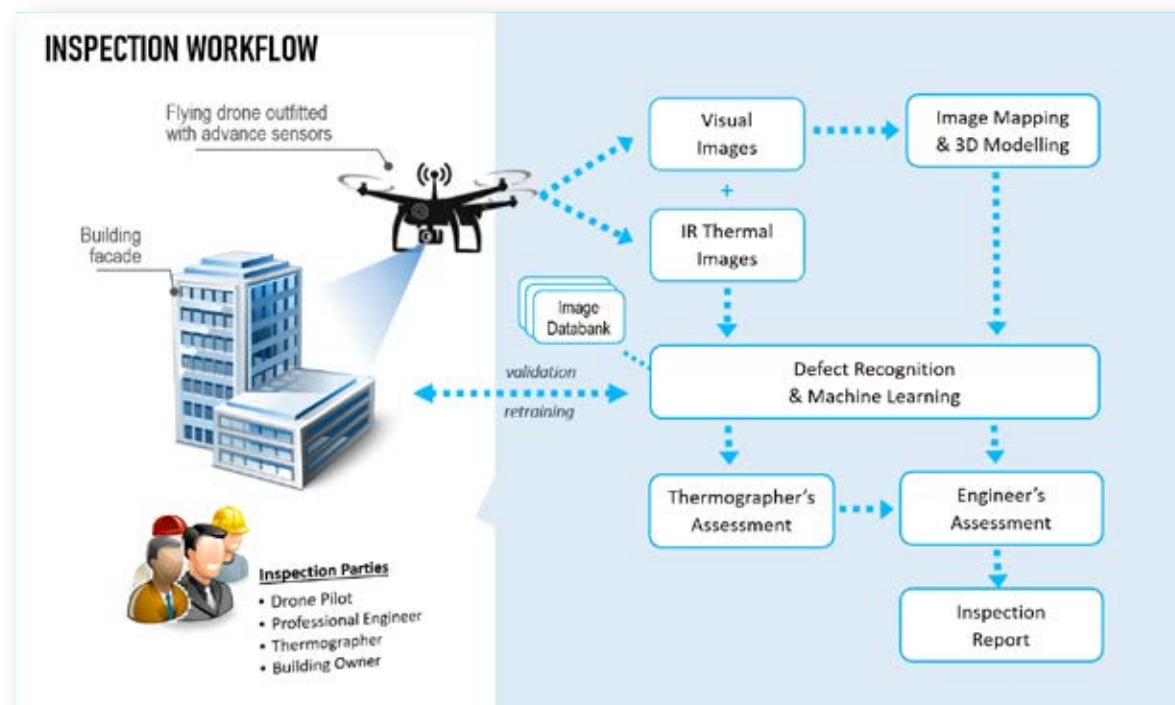 INSPECTION WORKFLOW
Flying drone outfitted
with advance sensors
Building
facade
Visual
Images
+
IR Thermal
Images
Image Mapping
& 3D Modelling
Image
Databank
validation
retraining
Defect Recognition
& Machine Learning
Thermographer's
Assessment
Engineer's
Assessment
Inspection
Report
Inspection Parties
• Drone Pilot
• Professional Engineer
• Thermographer
• Building Owner